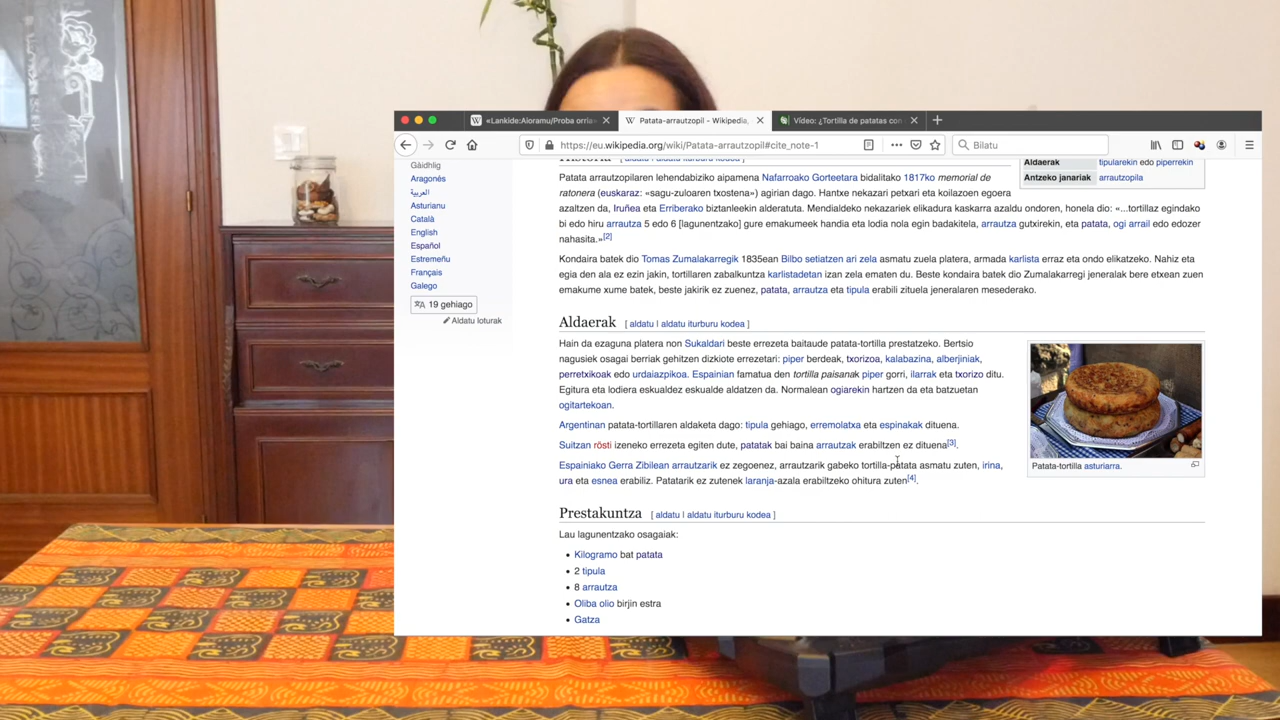 «Lankide:Aioramu/Proba orria
Patata-arrautzopil - Wikipedia,
Vídeo: ¿Tortilla de patatas con
https://eu.wikipedia.org/wiki/Patata-arrautzopil#cite_note-1
Bilatu
Gàidhlig
Aragonés
العربية
Asturianu
Català
English
Español
Estremeñu
Français
Galego
19 gehiago
Aldatu loturak
Historia [ aldatu | aldatu iturburu kodea ]
Patata arrautzopilaren lehendabiziko aipamena Nafarroako Gorteetara bidalitako 1817ko memorial de
ratonera (euskaraz: «sagu-zuloaren txostena») agirian dago. Hantxe nekazari petxari eta koilazoen egoera
azaltzen da, Iruñea eta Erriberako biztanleekin alderatuta. Mendialdeko nekazariek elikadura kaskarra azaldu ondoren, honela dio: «...tortillaz egindako
bi edo hiru arrautza 5 edo 6 [lagunentzako] gure emakumeek handia eta lodia nola egin badakitela, arrautza gutxirekin, eta patata, ogi arrail edo edozer
nahasita.»[2]
Kondaira batek dio Tomas Zumalakarregik 1835ean Bilbo setiatzen ari zela asmatu zuela platera, armada karlista erraz eta ondo elikatzeko. Nahiz eta
egia den ala ez ezin jakin, tortillaren zabalkuntza karlistadetan izan zela ematen du. Beste kondaira batek dio Zumalakarregi jeneralak bere etxean zuen
emakume xume batek, beste jakirik ez zuenez, patata, arrautza eta tipula erabili zituela jeneralaren mesederako.
Aldaerak tipularekin edo piperrekin
Antzeko janariak arrautzopila
Aldaerak [ aldatu | aldatu iturburu kodea ]
Hain da ezaguna platera non Sukaldari beste errezeta baitaude patata-tortilla prestatzeko. Bertsio
nagusiek osagai berriak gehitzen dizkiote errezetari: piper berdeak, txorizoa, kalabazina, alberjiniak,
perretxikoak edo urdaiazpikoa. Espainian famatua den tortilla paisanak piper gorri, ilarrak eta txorizo ditu.
Egitura eta lodiera eskualdez eskualde aldatzen da. Normalean ogiarekin hartzen da eta batzuetan
ogitartekoan.
Argentinan patata-tortillaren aldaketa dago: tipula gehiago, erremolatxa eta espinakak dituena.
Suitzan rösti izeneko errezeta egiten dute, patatak bai baina arrautzak erabiltzen ez dituena[3].
Espainiako Gerra Zibilean arrautzarik ez zegoenez, arrautzarik gabeko tortilla-patata asmatu zuten, irina,
ura eta esnea erabiliz. Patatarik ez zutenek laranja-azala erabiltzeko ohitura zuten[4].
Patata-tortilla asturiarra.
Prestakuntza [ aldatu | aldatu iturburu kodea ]
Lau lagunentzako osagaiak:
Kilogramo bat patata
2 tipula
8 arrautza
Oliba olio birjin estra
Gatza